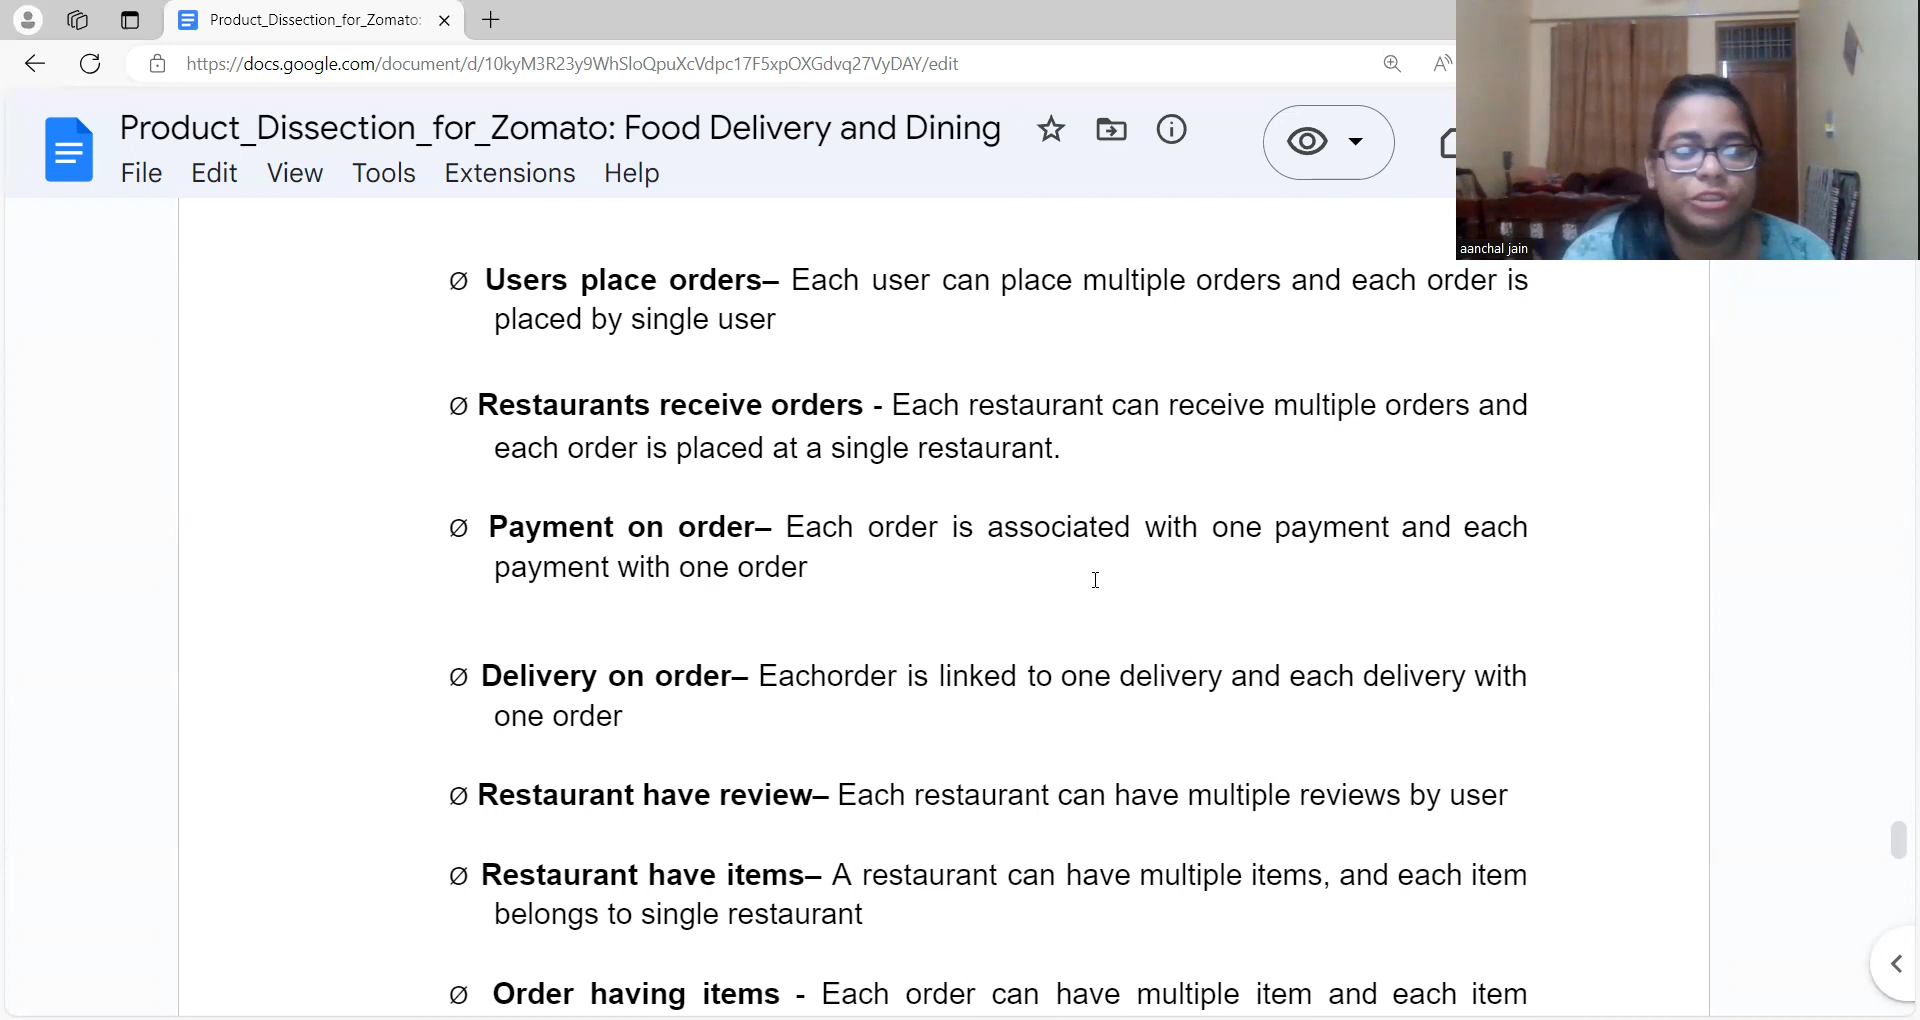 Product_Dissection_for_Zomato:
https://docs.google.com/document/d/10kyM3R23y9WhSloQpuXcVdpc17F5xpOXGdvq27VyDAY/edit
Product_Dissection_for_Zomato: Food Delivery and Dining
File Edit View Tools Extensions Help
aanchal jain
Ø Users place orders– Each user can place multiple orders and each order is
placed by single user
Ø Restaurants receive orders - Each restaurant can receive multiple orders and
each order is placed at a single restaurant.
Ø Payment on order– Each order is associated with one payment and each
payment with one order
Ø Delivery on order– Eachorder is linked to one delivery and each delivery with
one order
Ø Restaurant have review– Each restaurant can have multiple reviews by user
Ø Restaurant have items– A restaurant can have multiple items, and each item
belongs to single restaurant
Ø Order having items - Each order can have multiple item and each item